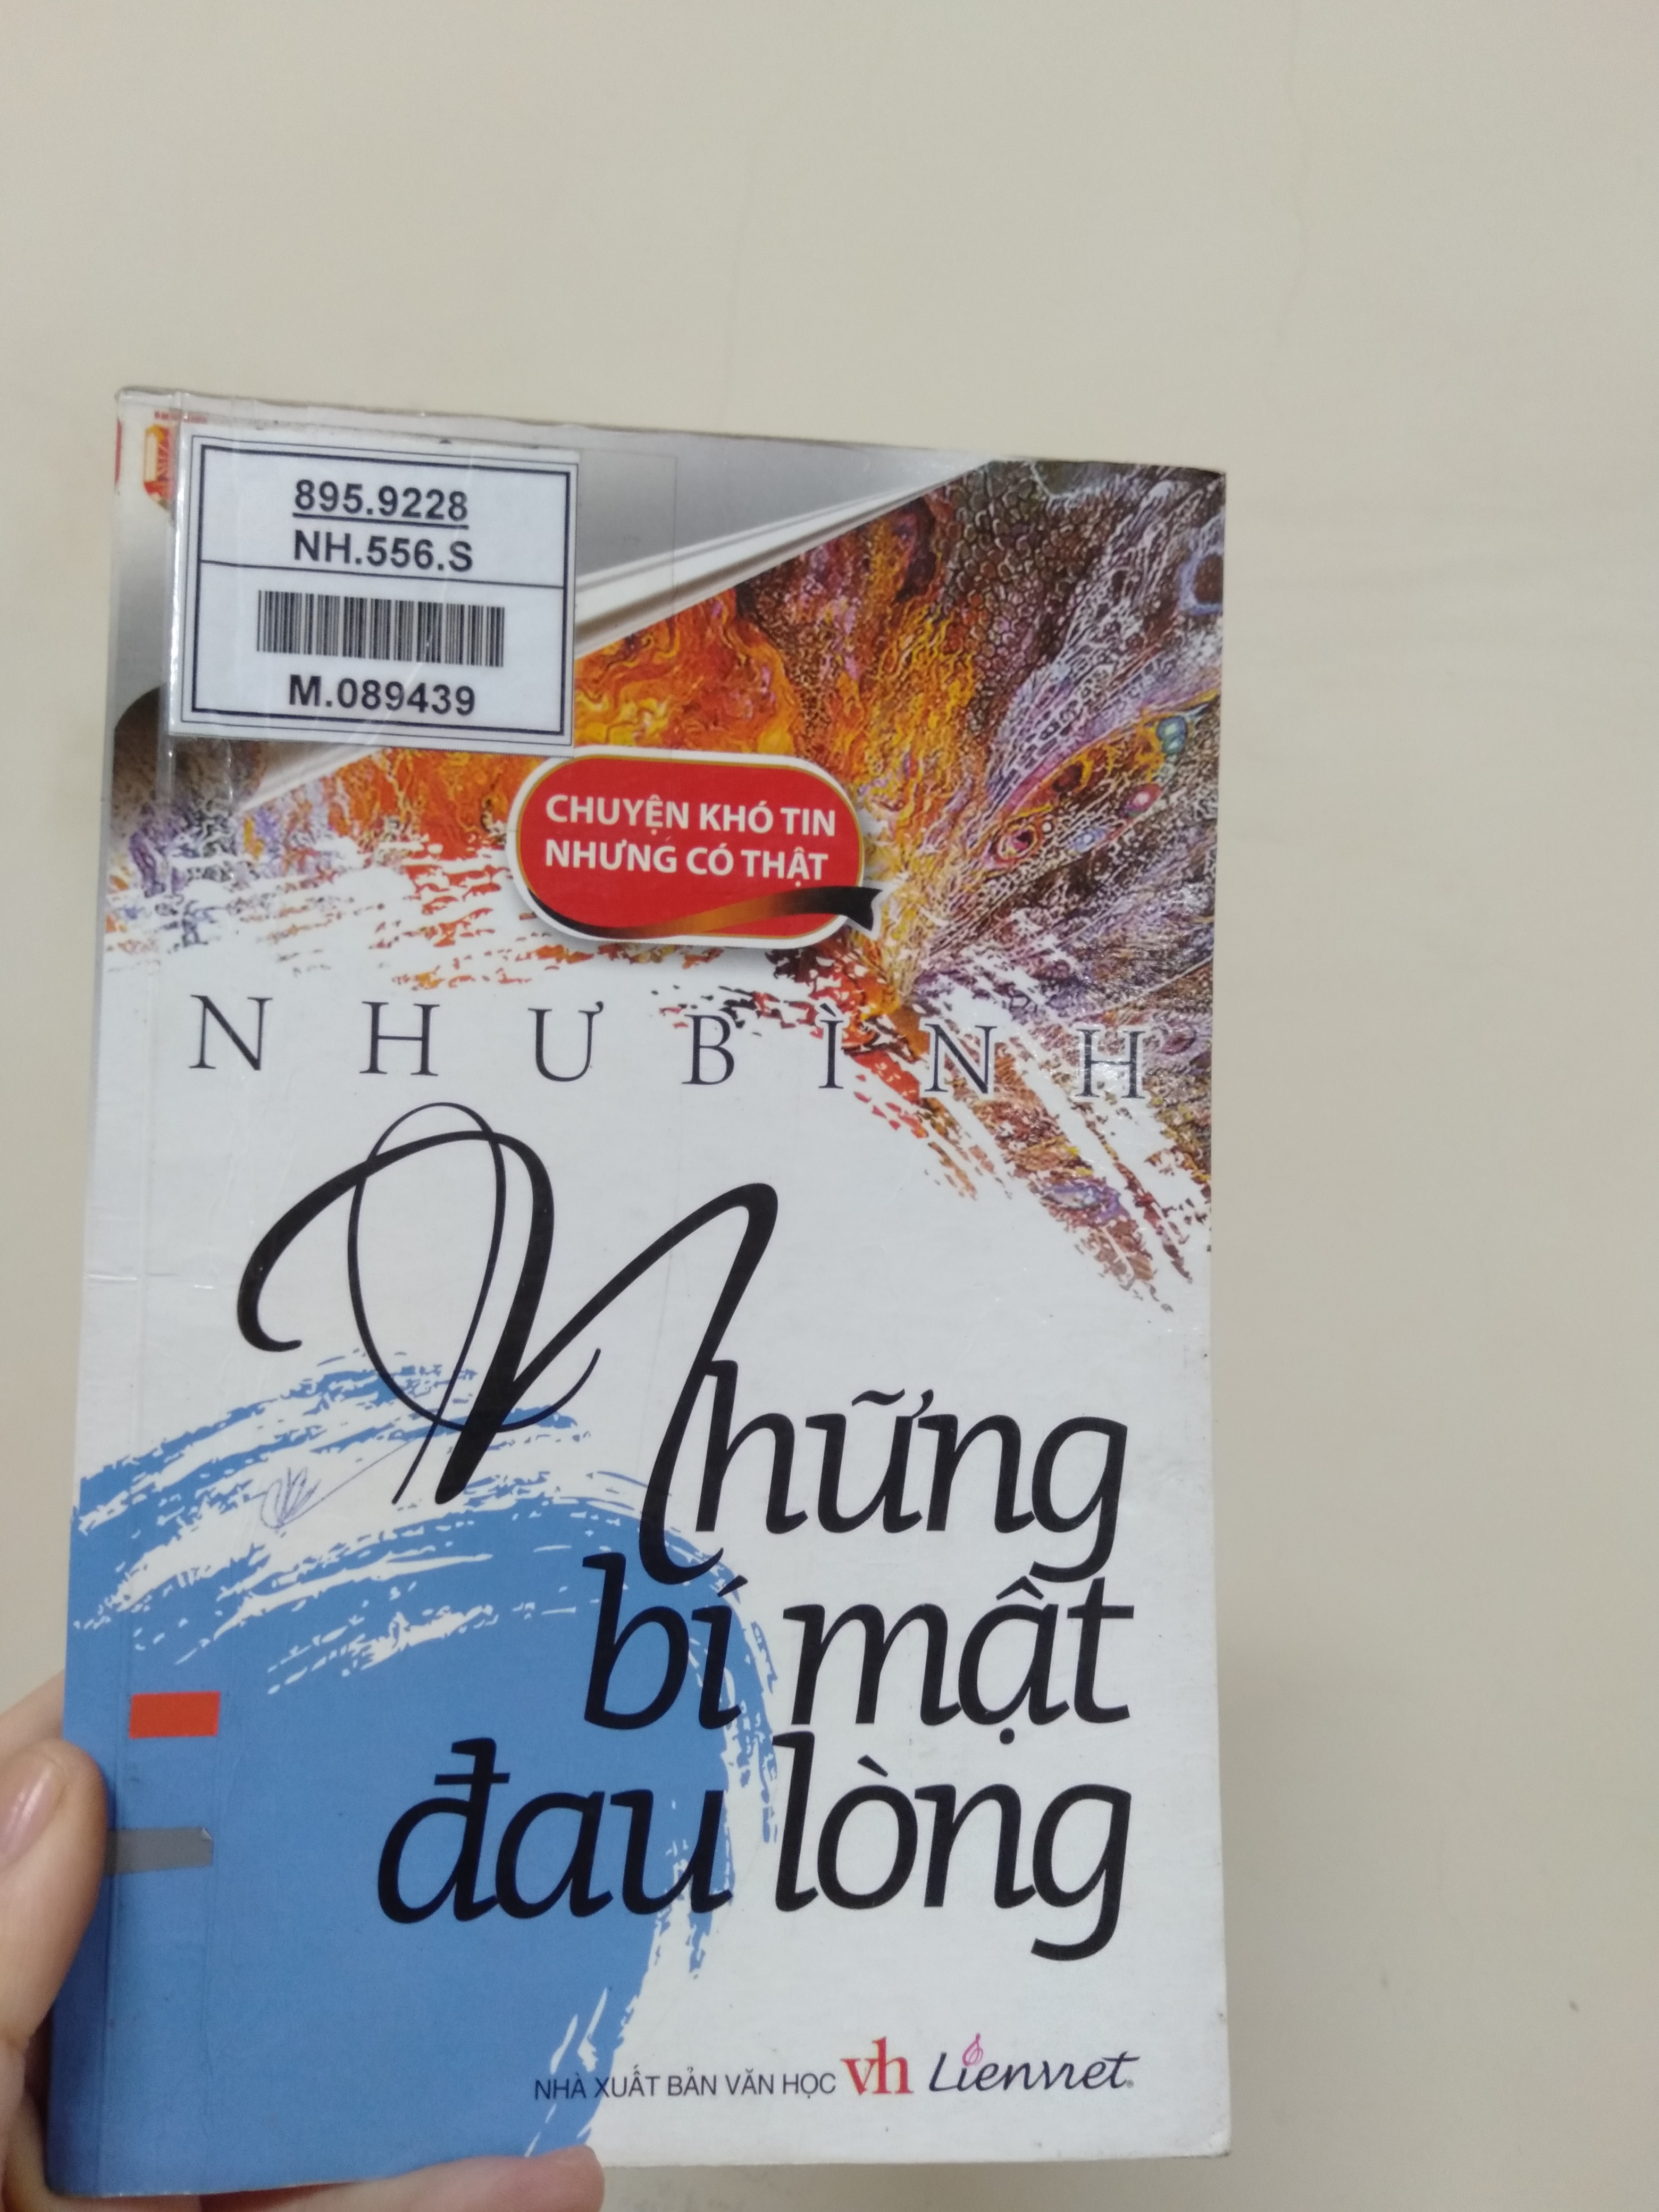 895.9228
NH.556.S
M.089439
CHUYỆN KHÓ TIN
NHƯNG CÓ THẬT
NHƯ BÌNH
Những
bí mật
đau lòng
NHÀ XUẤT BẢN VĂN HỌC vh Lienviet